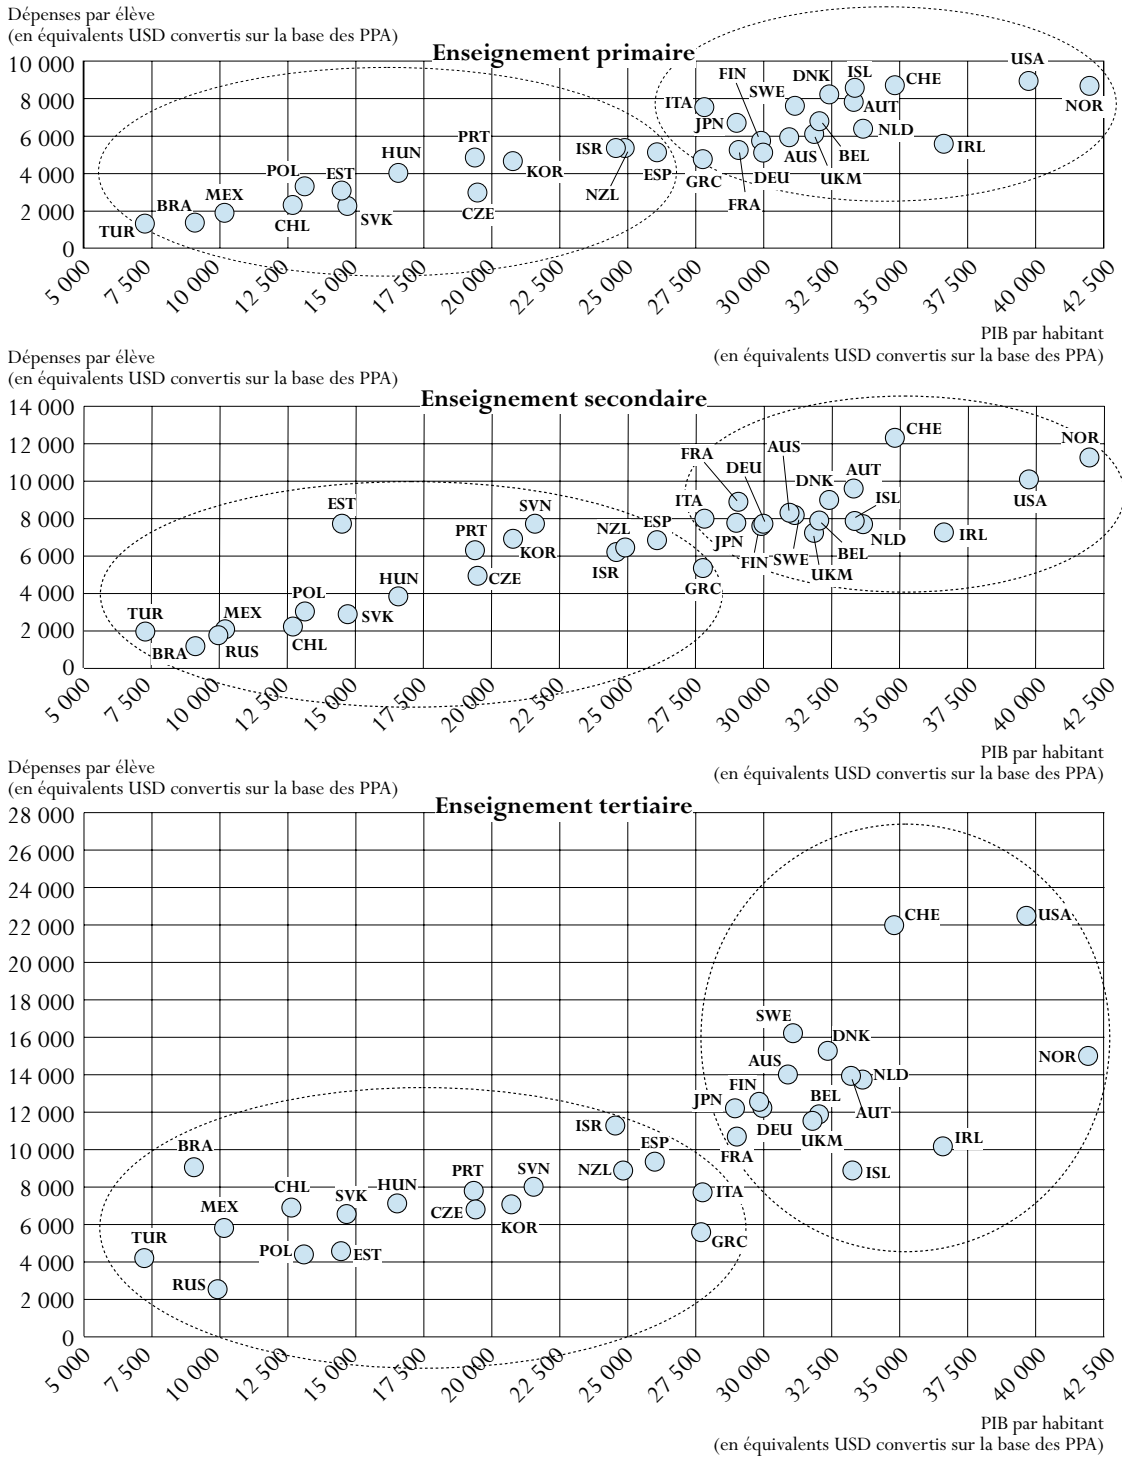 Dépenses par élève
(en équivalents USD convertis sur la base des PPA)
Enseignement primaire
10 000
8 000
6 000
4 000
2 000
0
TUR
BRA
MEX
POL
CHL
EST
SVK
HUN
PRT
CZE
KOR
ISR
NZL
ESP
ITA
JPN
GRC
FIN
FRA
SWE
DEU
DNK
AUS
UKM
BEL
ISL
AUT
NLD
CHE
IRL
USA
NOR
5 000
7 500
10 000
12 500
15 000
17 500
20 000
22 500
25 000
27 500
30 000
32 500
35 000
37 500
40 000
42 500
PIB par habitant
(en équivalents USD convertis sur la base des PPA)
Dépenses par élève
(en équivalents USD convertis sur la base des PPA)
Enseignement secondaire
14 000
12 000
10 000
8 000
6 000
4 000
2 000
0
TUR
BRA
MEX
RUS
POL
CHL
EST
SVK
HUN
PRT
CZE
SVN
KOR
NZL
ISR
ESP
ITA
GRC
FRA
JPN
DEU
FIN
AUS
SWE
DNK
UKM
BEL
AUT
ISL
NLD
CHE
IRL
USA
NOR
5 000
7 500
10 000
12 500
15 000
17 500
20 000
22 500
25 000
27 500
30 000
32 500
35 000
37 500
40 000
42 500
PIB par habitant
(en équivalents USD convertis sur la base des PPA)
Dépenses par élève
(en équivalents USD convertis sur la base des PPA)
Enseignement tertiaire
28 000
26 000
24 000
22 000
20 000
18 000
16 000
14 000
12 000
10 000
8 000
6 000
4 000
2 000
0
TUR
BRA
MEX
RUS
CHL
POL
SVK
EST
HUN
PRT
CZE
SVN
KOR
ISR
NZL
ESP
ITA
GRC
JPN
FRA
FIN
DEU
AUS
SWE
DNK
BEL
UKM
NLD
AUT
ISL
CHE
IRL
USA
NOR
5 000
7 500
10 000
12 500
15 000
17 500
20 000
22 500
25 000
27 500
30 000
32 500
35 000
37 500
40 000
42 500
PIB par habitant
(en équivalents USD convertis sur la base des PPA)